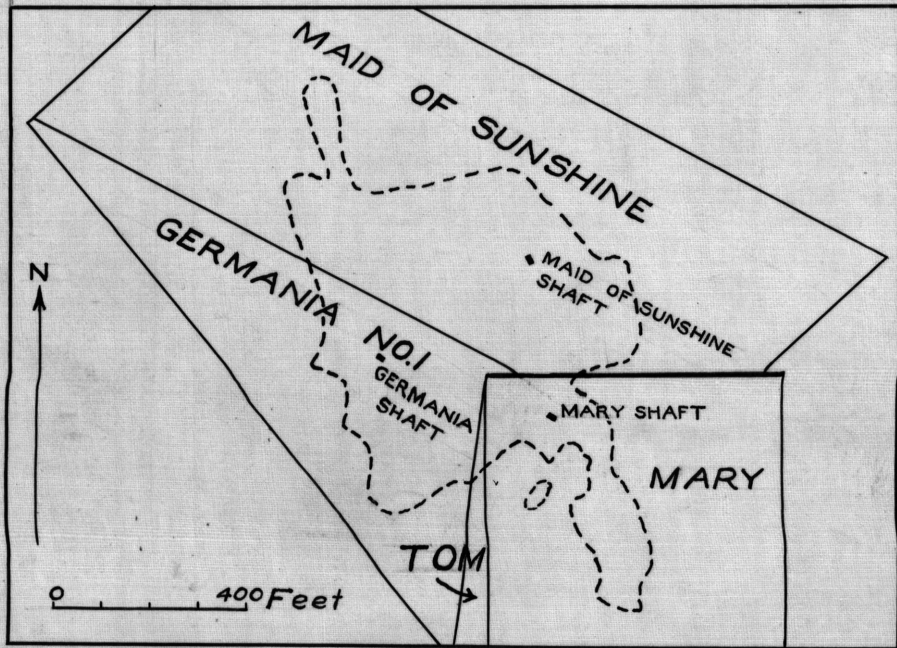 MAID OF SUNSHINE
N
GERMANIA NO.1
MAID OF SUNSHINE
SHAFT
GERMANIA
SHAFT
MARY SHAFT
MARY
TOM
0 400 Feet